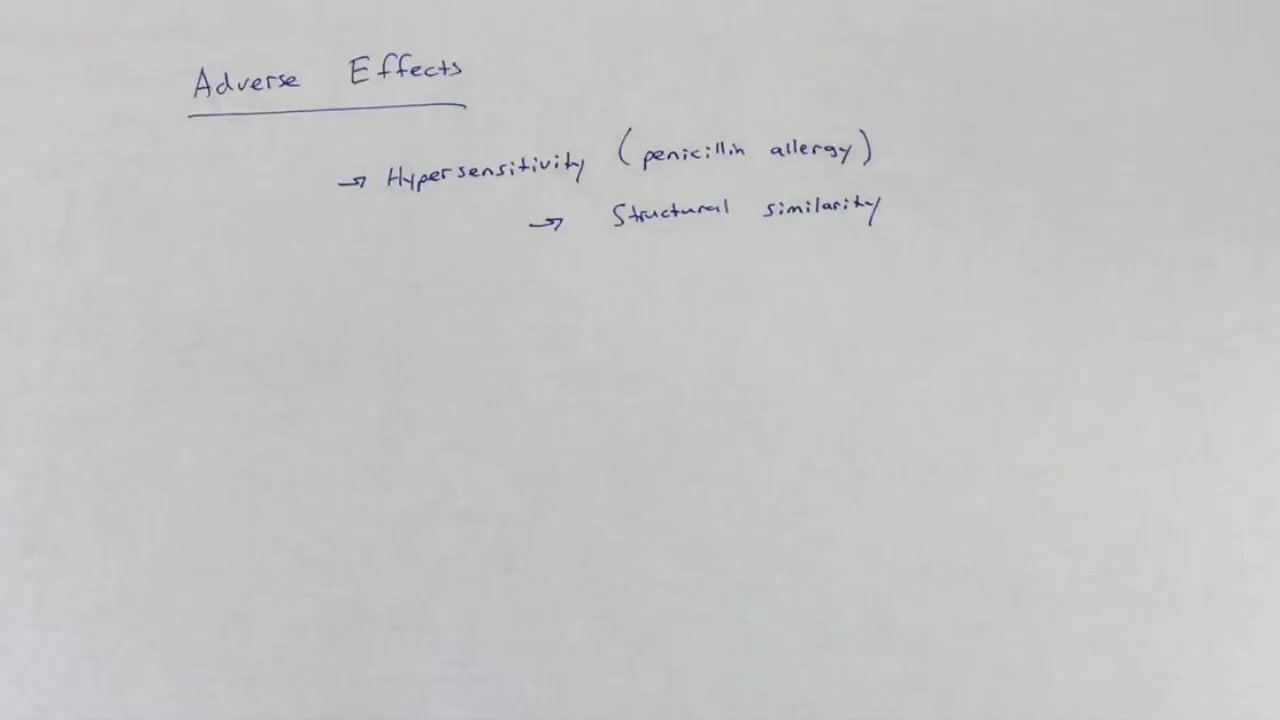 Adverse Effects
→ Hypersensitivity (penicillin allergy)
→ Structural similarity